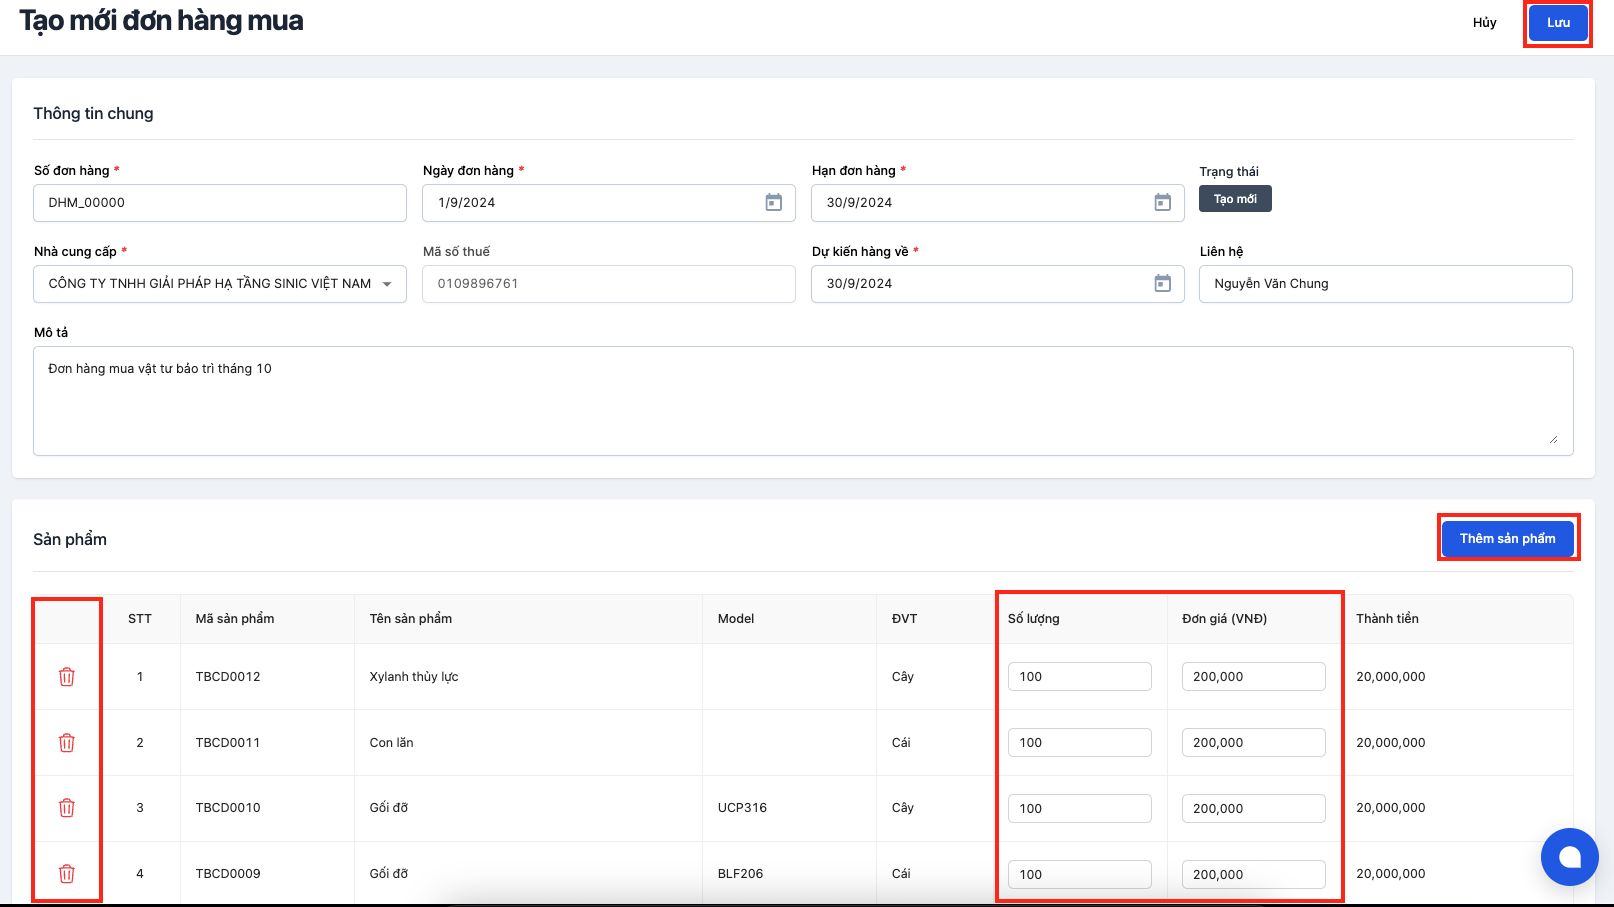 Tạo mới đơn hàng mua
Hủy
Lưu
Thông tin chung
Số đơn hàng *
Ngày đơn hàng *
Hạn đơn hàng *
Trạng thái
DHM_00000
1/9/2024
30/9/2024
Tạo mới
Nhà cung cấp *
Mã số thuế
Dự kiến hàng về *
Liên hệ
CÔNG TY TNHH GIẢI PHÁP HẠ TẦNG SINIC VIỆT NAM
0109896761
30/9/2024
Nguyễn Văn Chung
Mô tả
Đơn hàng mua vật tư bảo trì tháng 10
Sản phẩm
Thêm sản phẩm
STT Mã sản phẩm Tên sản phẩm Model ĐVT Số lượng Đơn giá (VNĐ) Thành tiền
1 TBCD0012 Xylanh thủy lực Cây 100 200,000 20,000,000
2 TBCD0011 Con lăn Cái 100 200,000 20,000,000
3 TBCD0010 Gối đỡ UCP316 Cây 100 200,000 20,000,000
4 TBCD0009 Gối đỡ BLF206 Cái 100 200,000 20,000,000